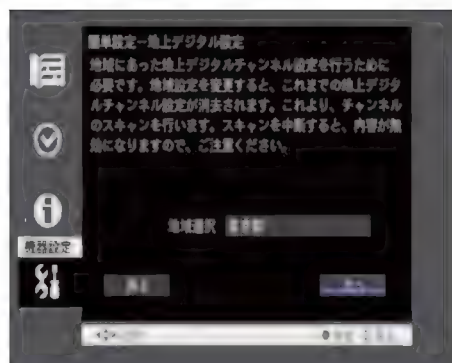 簡単設定ー地上デジタル設定
地域にあった地上デジタルチャンネル設定を行うために
必要です。地域設定を変更すると、これまでの地上デジタ
ルチャンネル設定が消去されます。これより、チャンネル
のスキャンを行います。スキャンを中断すると、内容が無
効になりますので、ご注意ください。
地域選択
機器設定